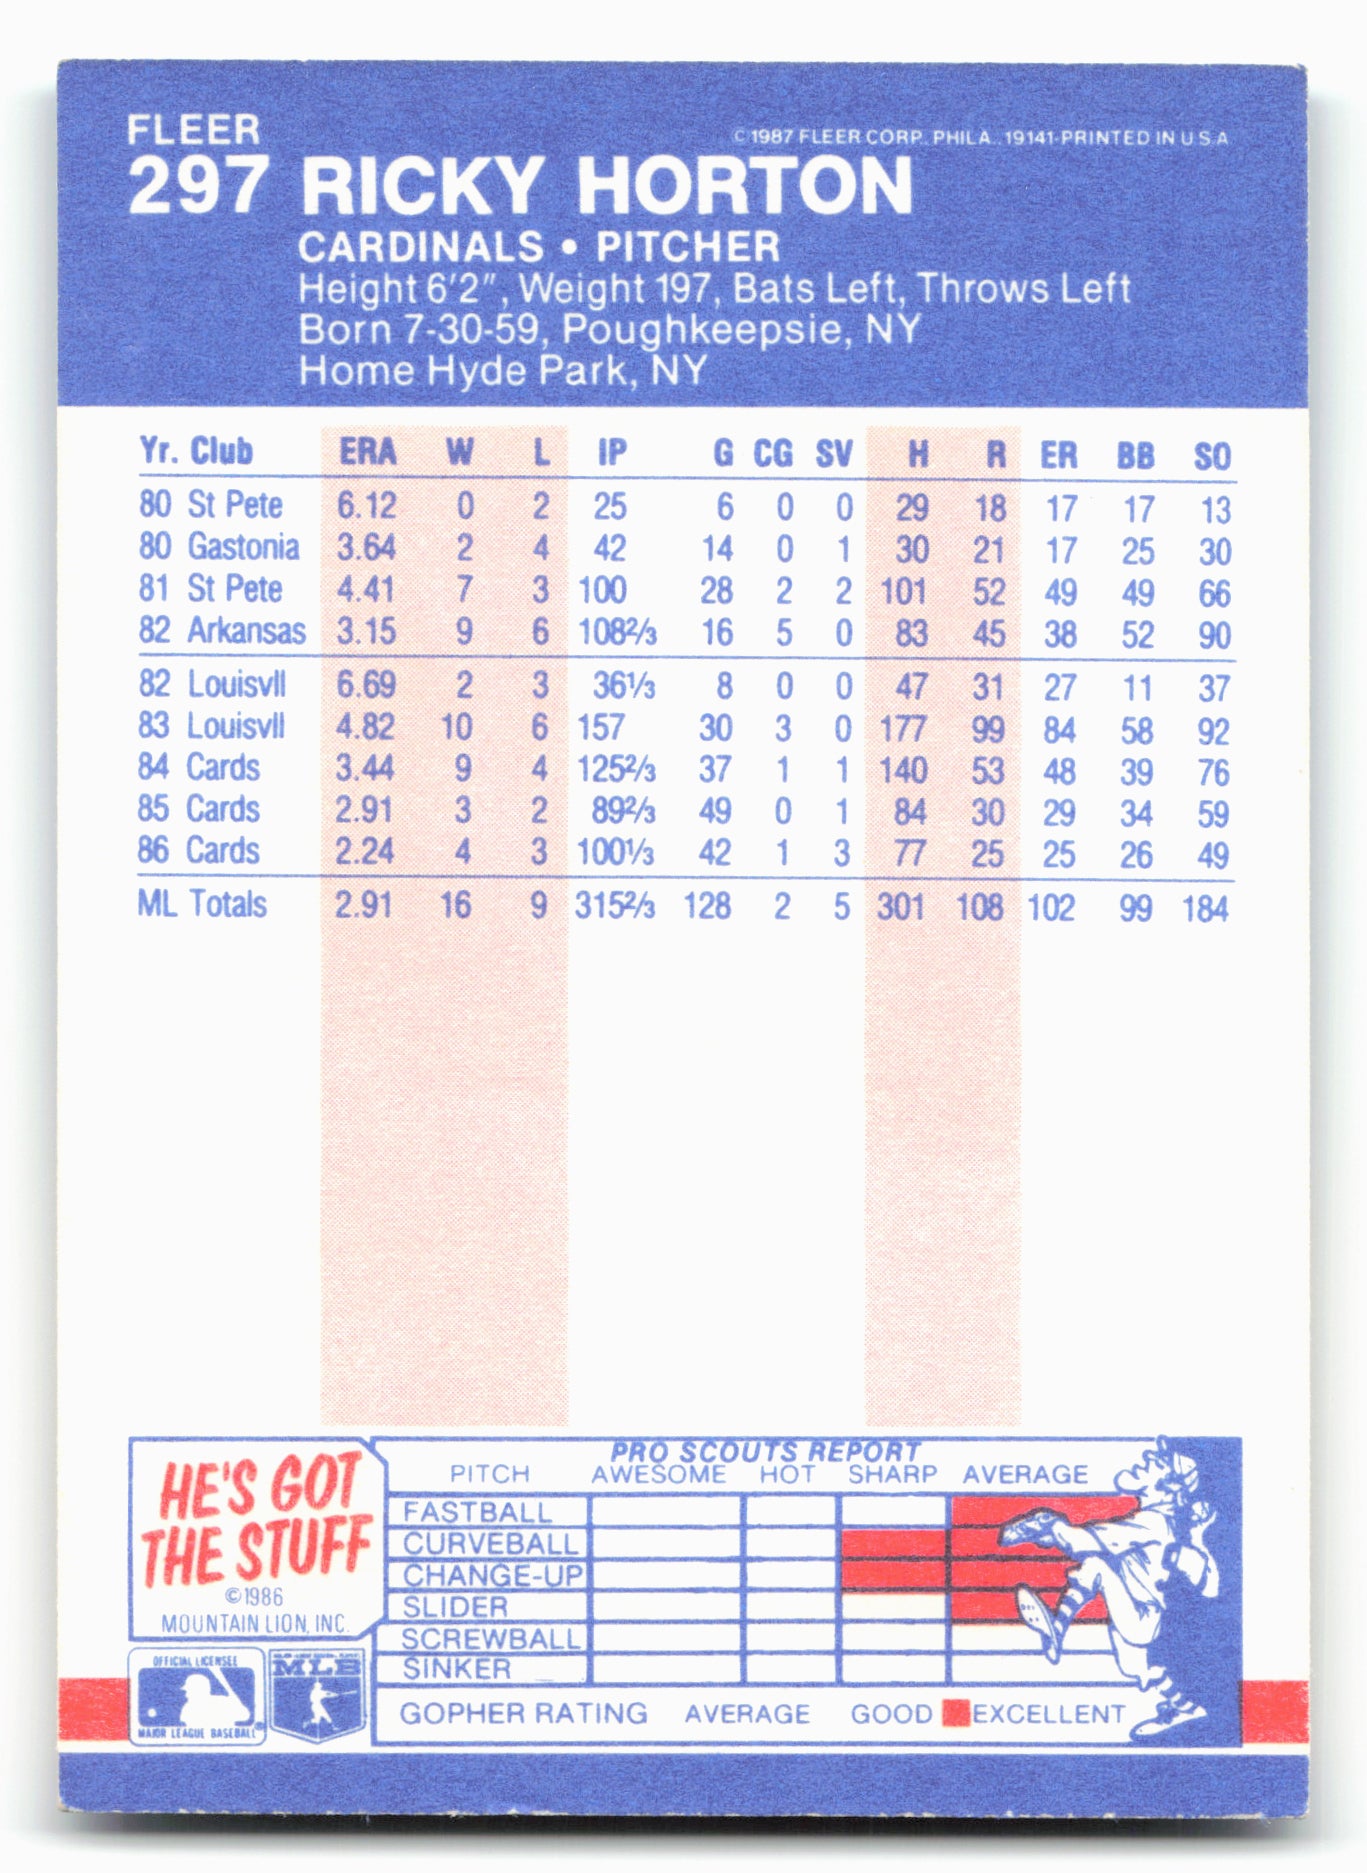 FLEER
© 1987 FLEER CORP. PHILA. 19141-PRINTED IN U.S.A
297 RICKY HORTON
CARDINALS • PITCHER
Height 6'2", Weight 197, Bats Left, Throws Left
Born 7-30-59, Poughkeepsie, NY
Home Hyde Park, NY
Yr. Club ERA W L IP G CG SV H R ER BB SO
80 St Pete 6.12 0 2 25 6 0 0 29 18 17 17 13
80 Gastonia 3.64 2 4 42 14 0 1 30 21 17 25 30
81 St Pete 4.41 7 3 100 28 2 2 101 52 49 49 66
82 Arkansas 3.15 9 6 108⅔ 16 5 0 83 45 38 52 90
82 Louisvll 6.69 2 3 36⅓ 8 0 0 47 31 27 11 37
83 Louisvll 4.82 10 6 157 30 3 0 177 99 84 58 92
84 Cards 3.44 9 4 125⅔ 37 1 1 140 53 48 39 76
85 Cards 2.91 3 2 89⅔ 49 0 1 84 30 29 34 59
86 Cards 2.24 4 3 100⅓ 42 1 3 77 25 25 26 49
ML Totals 2.91 16 9 315⅔ 128 2 5 301 108 102 99 184
HE'S GOT
THE STUFF
©1986
MOUNTAIN LION, INC.
OFFICIAL LICENSEE
MAJOR LEAGUE BASEBALL®
MLB
PRO SCOUTS REPORT
PITCH AWESOME HOT SHARP AVERAGE
FASTBALL
CURVEBALL
CHANGE-UP
SLIDER
SCREWBALL
SINKER
GOPHER RATING AVERAGE GOOD EXCELLENT